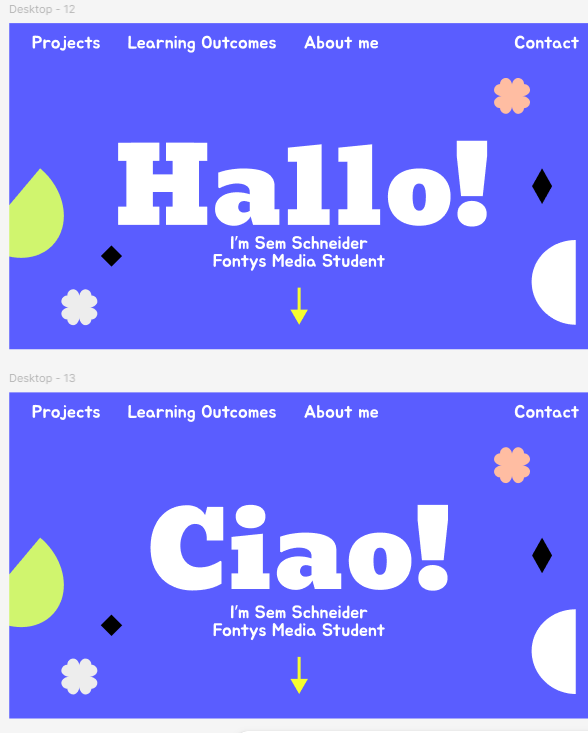 Desktop - 12
Projects Learning Outcomes About me Contact
Hallo!
I'm Sem Schneider
Fontys Media Student
Desktop - 13
Projects Learning Outcomes About me Contact
Ciao!
I'm Sem Schneider
Fontys Media Student